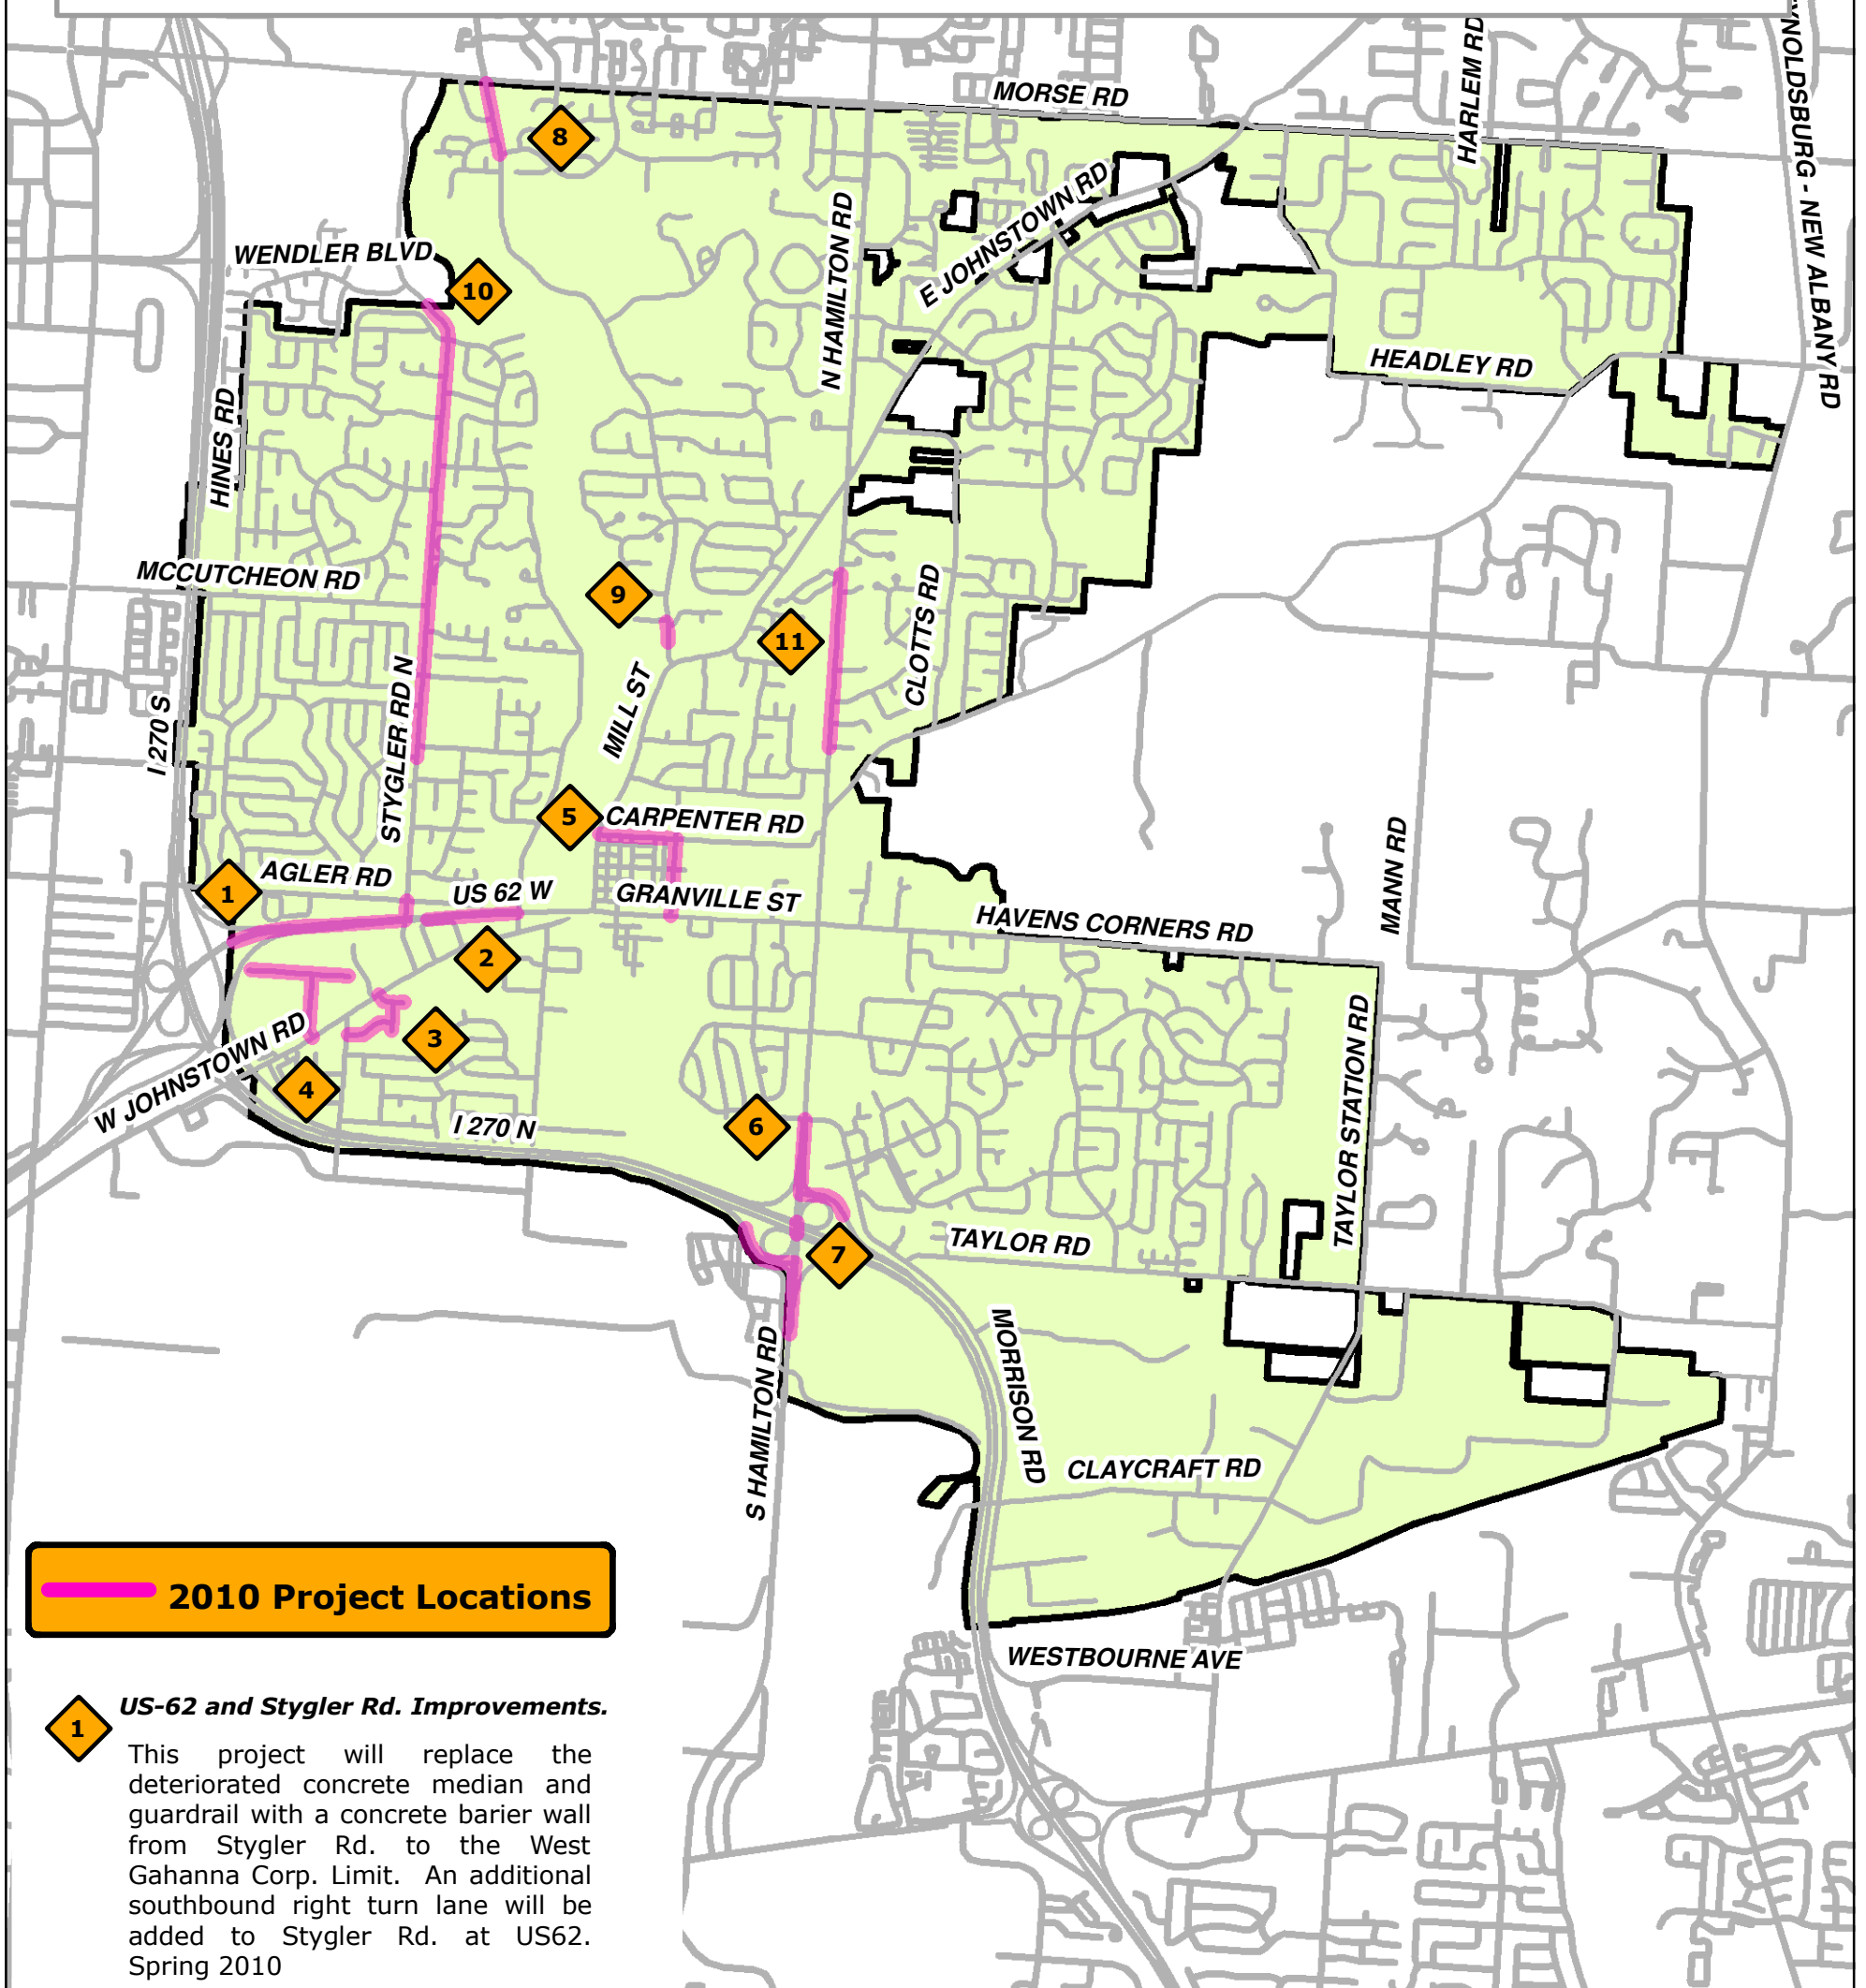 MORSE RD
HARLEM RD
YNOLDSBURG - NEW ALBANY RD
8
WENDLER BLVD
10
N HAMILTON RD
E JOHNSTOWN RD
HEADLEY RD
HINES RD
MCCUTCHEON RD
9
11
CLOTTS RD
I 270 S
STYGLER RD N
MILL ST
5
CARPENTER RD
MANN RD
1
AGLER RD
US 62 W
GRANVILLE ST
HAVENS CORNERS RD
2
W JOHNSTOWN RD
3
4
I 270 N
6
TAYLOR STATION RD
7
TAYLOR RD
S HAMILTON RD
MORRISON RD
CLAYCRAFT RD
2010 Project Locations
WESTBOURNE AVE
1
US-62 and Stygler Rd. Improvements.
This project will replace the
deteriorated concrete median and
guardrail with a concrete barier wall
from Stygler Rd. to the West
Gahanna Corp. Limit. An additional
southbound right turn lane will be
added to Stygler Rd. at US62.
Spring 2010